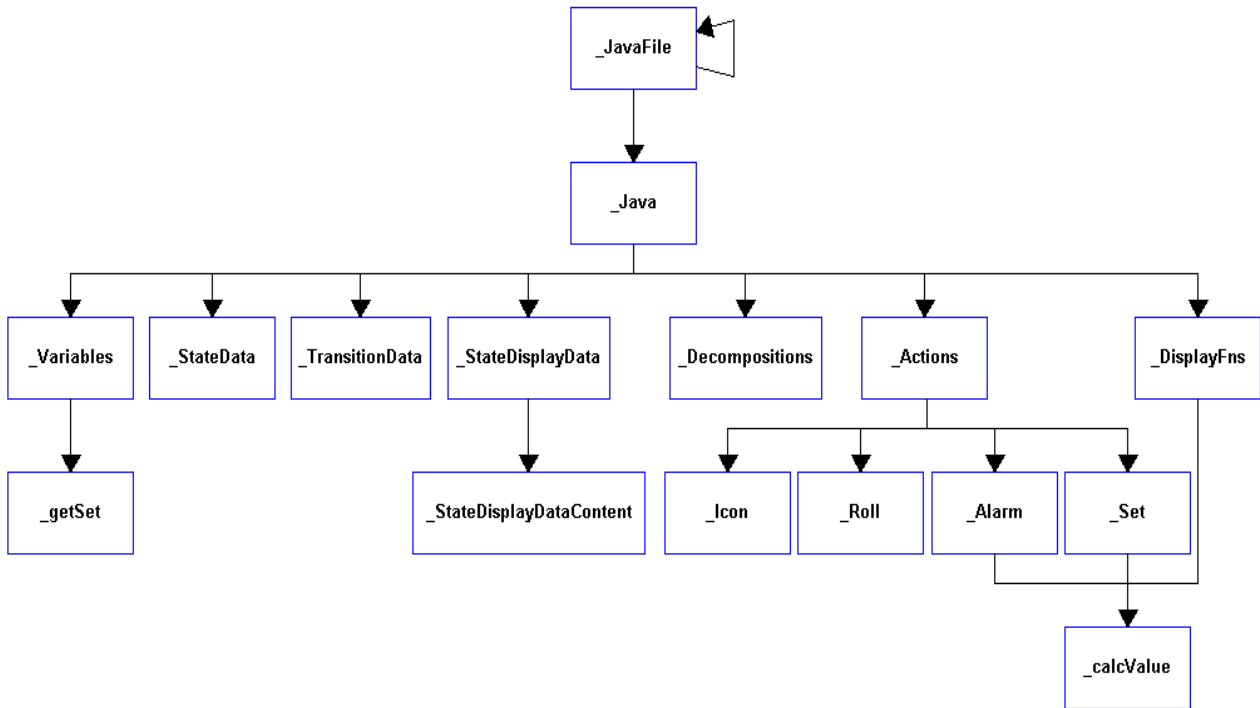 _JavaFile
_Java
_Variables
_StateData
_TransitionData
_StateDisplayData
_Decompositions
_Actions
_DisplayFns
_getSet
_StateDisplayDataContent
_Icon
_Roll
_Alarm
_Set
_calcValue